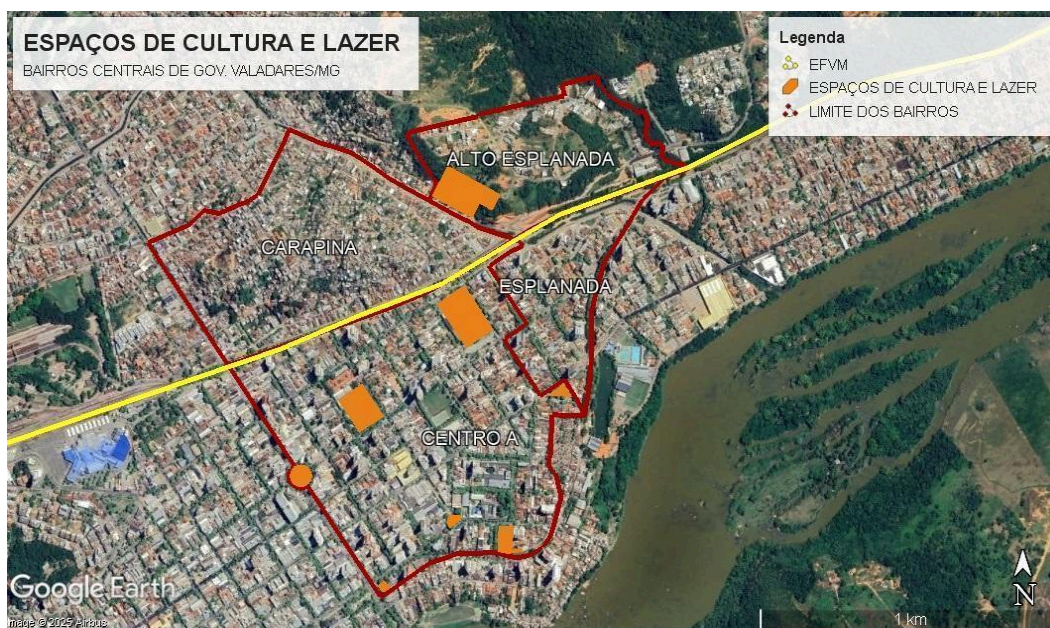 ESPAÇOS DE CULTURA E LAZER
BAIRROS CENTRAIS DE GOV. VALADARES/MG
Legenda
EFVM
ESPAÇOS DE CULTURA E LAZER
LIMITE DOS BAIRROS
ALTO ESPLANADA
CARAPINA
ESPLANADA
CENTRO A
Google Earth
Image © 2025 Airbus
N
1 km